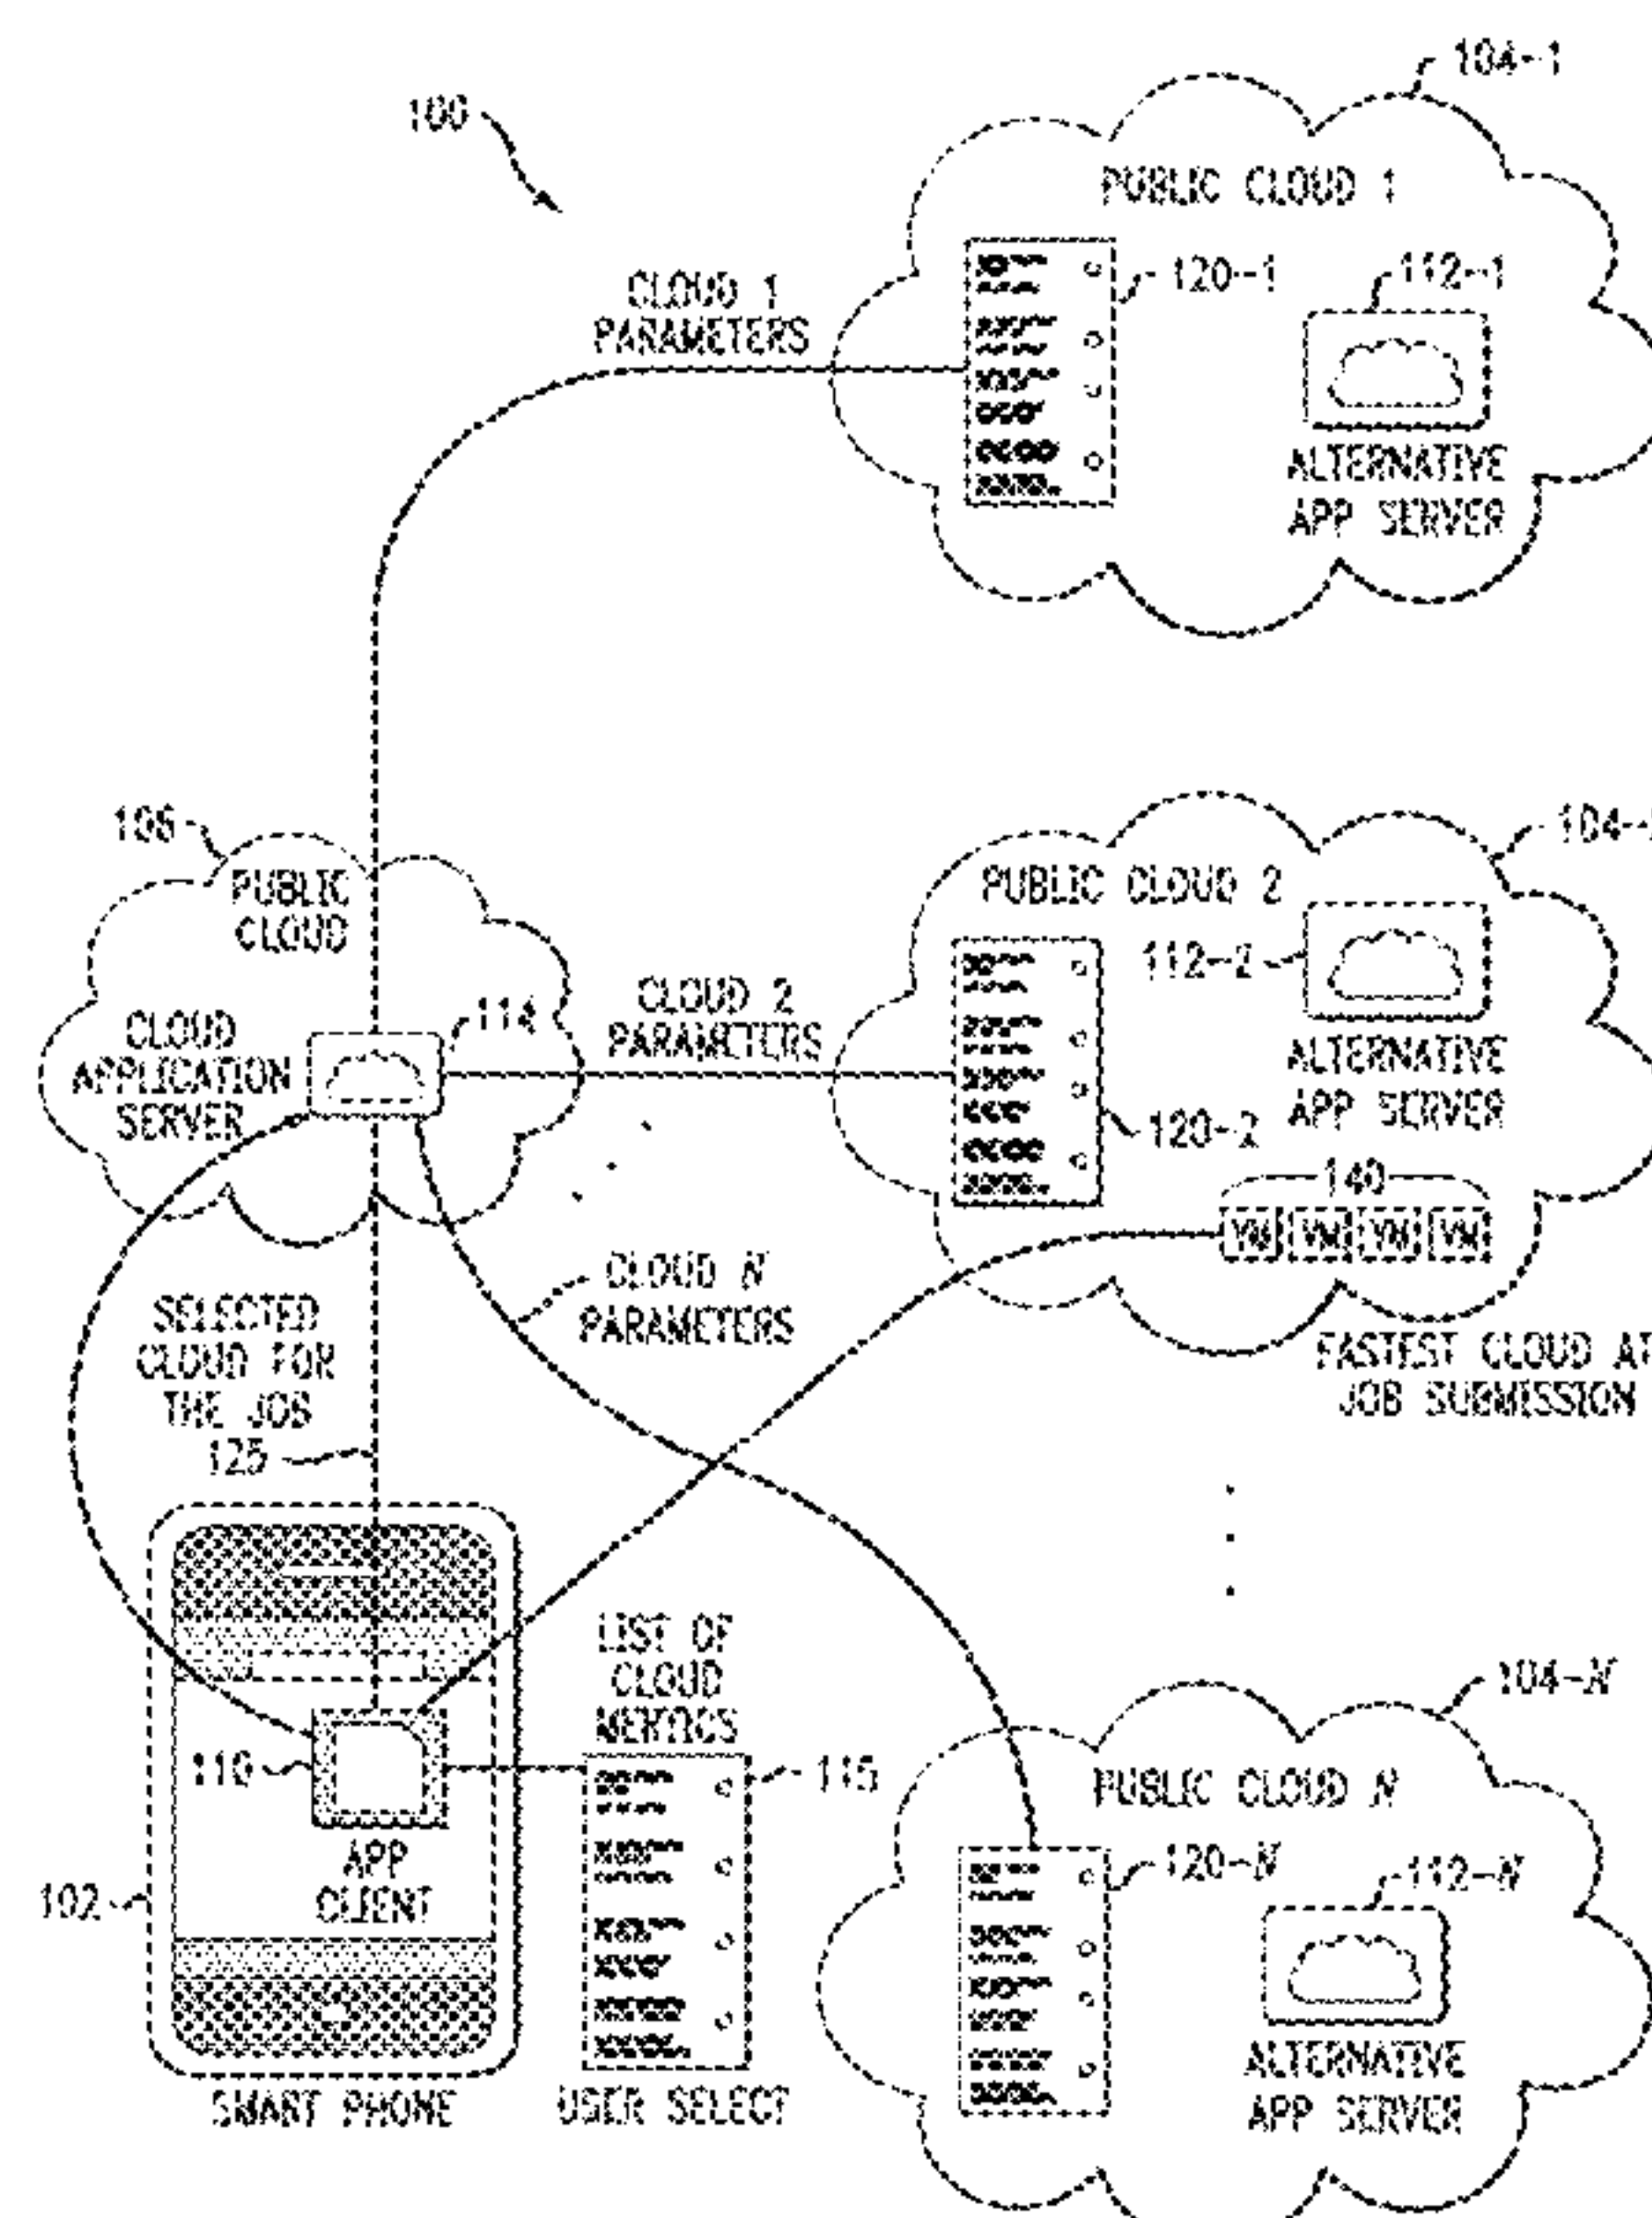 100
104-1
PUBLIC CLOUD 1
120-1
112-1
CLOUD 1
PARAMETERS
ALTERNATIVE
APP SERVER
PUBLIC
CLOUD
PUBLIC CLOUD 2
112-2
114
CLOUD 2
PARAMETERS
CLOUD
APPLICATION
SERVER
ALTERNATIVE
APP SERVER
120-2
140
VM VM VM VM
CLOUD N
PARAMETERS
SELECTED
CLOUD FOR
THE JOB
125
FASTEST CLOUD AT
JOB SUBMISSION
LIST OF
CLOUD
104-N
110
115
PUBLIC CLOUD N
APP
CLIENT
102
120-N
112-N
ALTERNATIVE
APP SERVER
SMART PHONE
USER SELECT